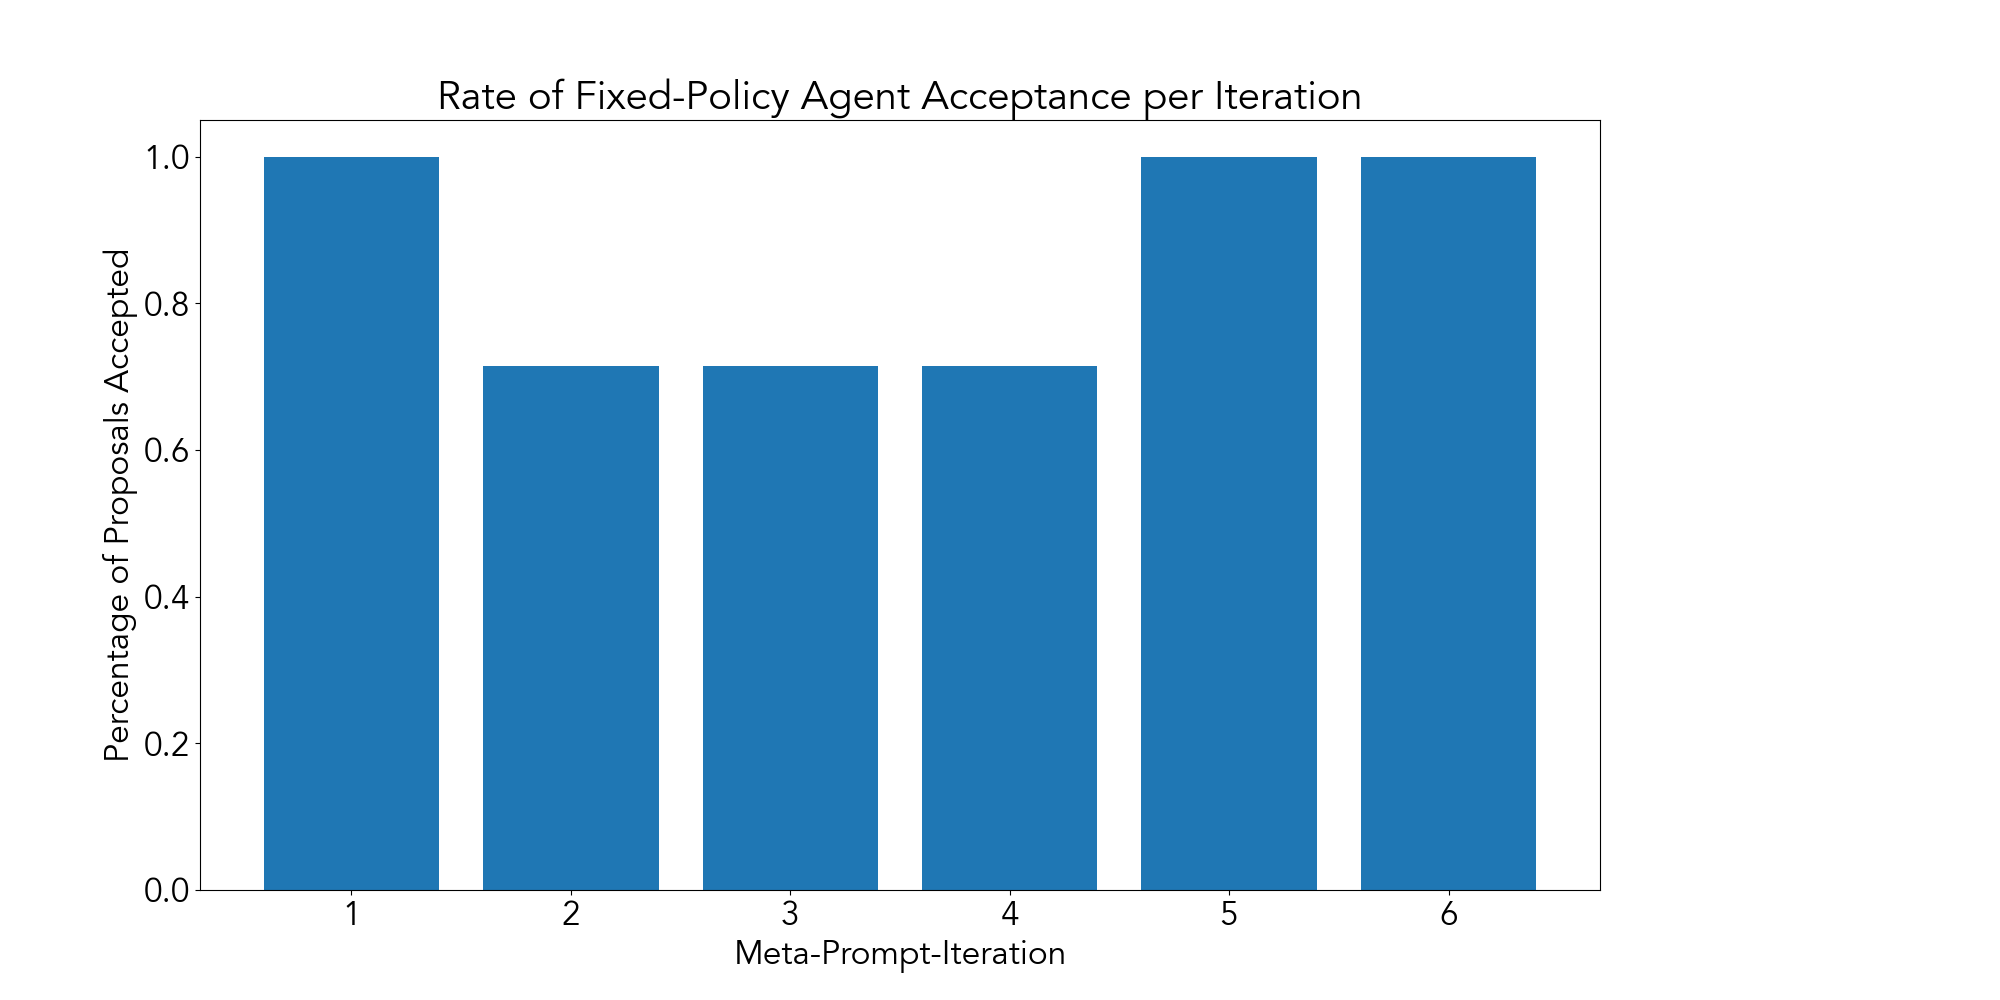 Rate of Fixed-Policy Agent Acceptance per Iteration
Percentage of Proposals Accepted
1.0
0.8
0.6
0.4
0.2
0.0
1 2 3 4 5 6
Meta-Prompt-Iteration